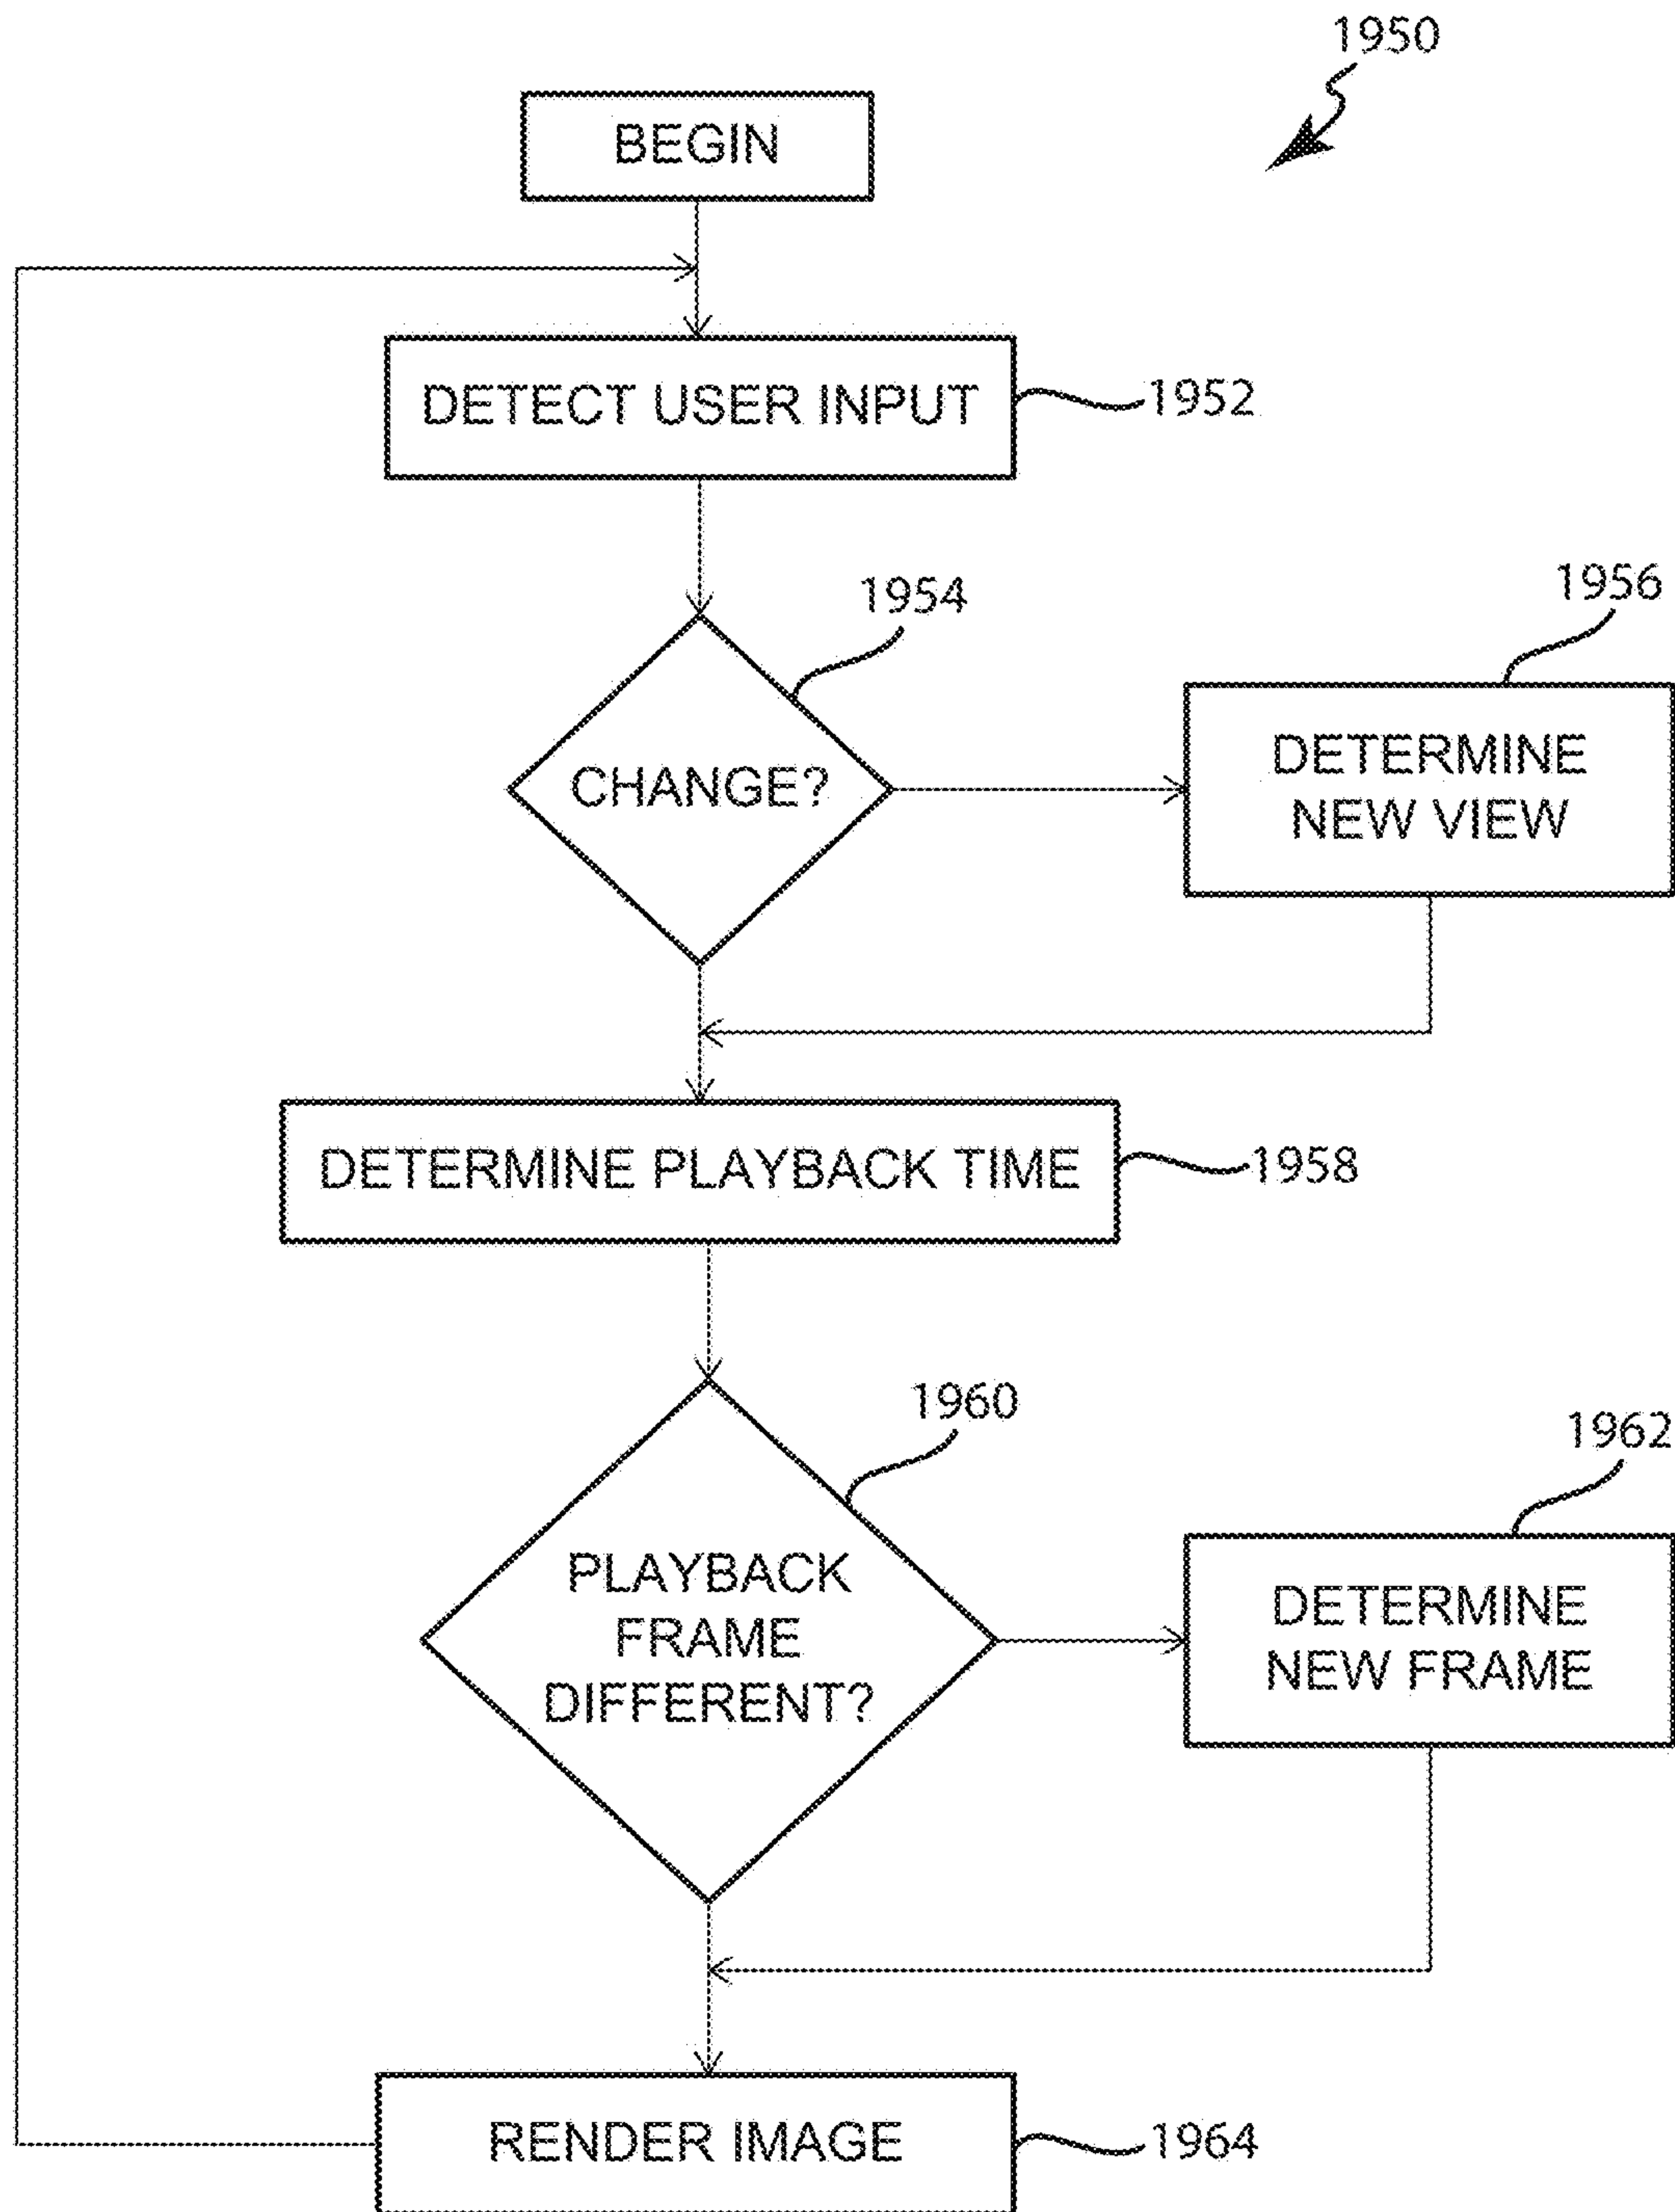 1950
BEGIN
DETECT USER INPUT
1952
1954
1956
CHANGE?
DETERMINE
NEW VIEW
DETERMINE PLAYBACK TIME
1958
1960
1962
PLAYBACK
FRAME
DIFFERENT?
DETERMINE
NEW FRAME
RENDER IMAGE
1964